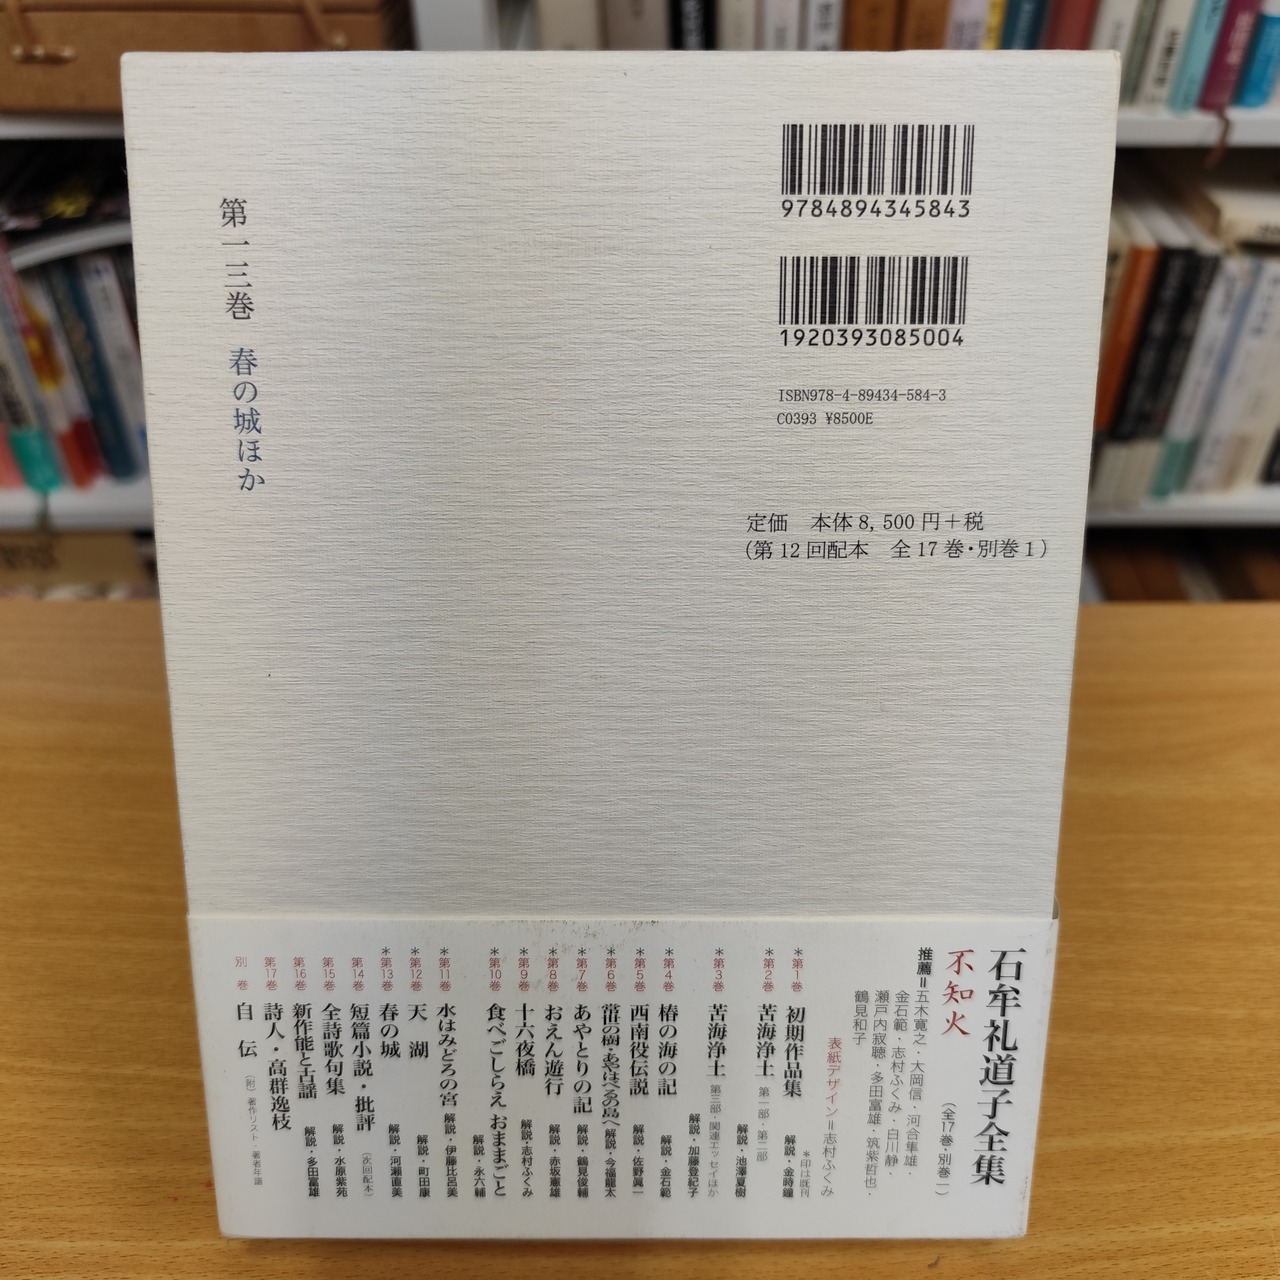 9784894345843
1920393085004
ISBN978-4-89434-584-3
C0393 ¥8500E
定価 本体8,500円+税
(第12回配本 全17巻・別巻1)
第一三巻 春の城ほか
石牟礼道子全集
不知火
(全17巻・別巻一)
推薦=五木寛之・大岡信・河合隼雄・
金石範・志村ふくみ・白川静・
瀬戸内寂聴・多田富雄・筑紫哲也・
鶴見和子
表紙デザイン=志村ふくみ
*印は既刊
*第1巻 初期作品集 解説・金時鐘
*第2巻 苦海浄土 第一部・第二部 解説・池澤夏樹
*第3巻 苦海浄土 第三部・関連エッセイほか 解説・加藤登紀子
*第4巻 椿の海の記 解説・金石範
*第5巻 西南役伝説 解説・佐野眞一
*第6巻 常世の樹・あやはべるの島へ 解説・今福龍太
*第7巻 あやとりの記 解説・鶴見俊輔
*第8巻 おえん遊行 解説・赤坂憲雄
*第9巻 十六夜橋 解説・志村ふくみ
*第10巻 食べごしらえ おままごと 解説・永六輔
*第11巻 水はみどろの宮 解説・伊藤比呂美
*第12巻 天湖 解説・町田康
*第13巻 春の城 解説・河瀬直美
第14巻 短篇小説・批評 (次回配本)
第15巻 全詩歌句集 解説・水原紫苑
第16巻 新作能と古謡 解説・多田富雄
第17巻 詩人・高群逸枝
別巻 自伝 (附)著作リスト・著者年譜